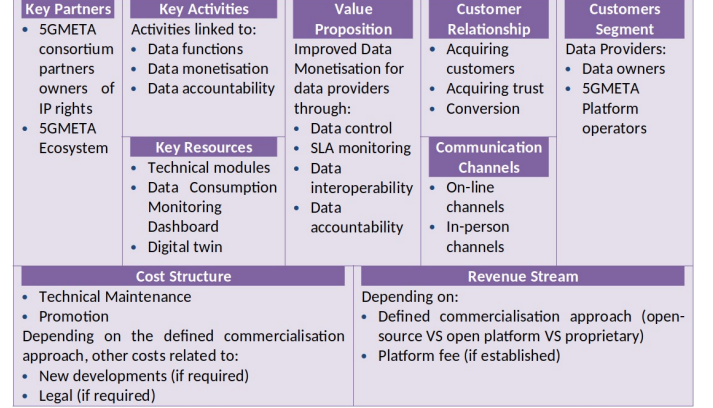 Key Partners
• 5GMETA
consortium
partners
owners of
IP rights
• 5GMETA
Ecosystem
Key Activities
Activities linked to:
• Data functions
• Data monetisation
• Data accountability
Key Resources
• Technical modules
• Data Consumption
Monitoring
Dashboard
• Digital twin
Value
Proposition
Improved Data
Monetisation for
data providers
through:
• Data control
• SLA monitoring
• Data
interoperability
• Data
accountability
Customer
Relationship
• Acquiring
customers
• Acquiring trust
• Conversion
Communication
Channels
• On-line
channels
• In-person
channels
Customers
Segment
Data Providers:
• Data owners
• 5GMETA
Platform
operators
Cost Structure
• Technical Maintenance
• Promotion
Depending on the defined commercialisation
approach, other costs related to:
• New developments (if required)
• Legal (if required)
Revenue Stream
Depending on:
• Defined commercialisation approach (open-
source VS open platform VS proprietary)
• Platform fee (if established)